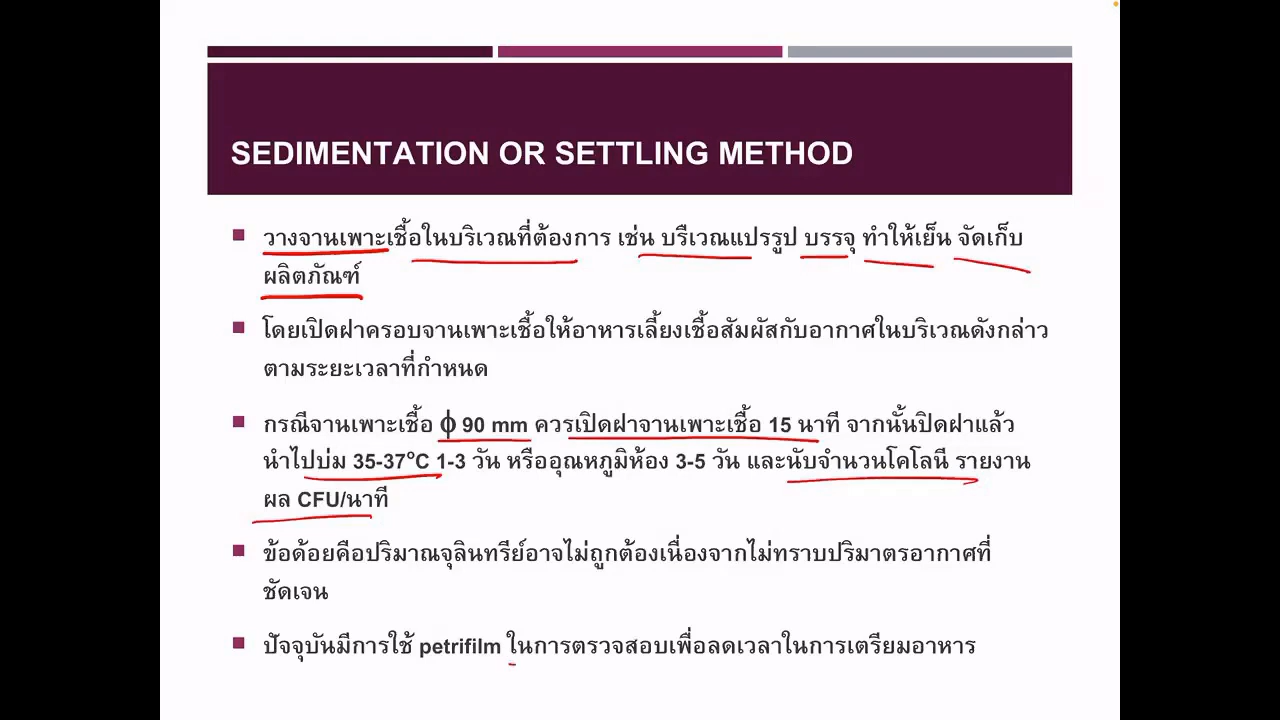 SEDIMENTATION OR SETTLING METHOD
วางจานเพาะเชื้อในบริเวณที่ต้องการ เช่น บรืเวณแปรรูป บรรจุ ทำให้เย็น จัดเก็บ
ผลิตภัณฑ์
โดยเปิดฝาครอบจานเพาะเชื้อให้อาหารเลี้ยงเชื้อสัมผัสกับอากาศในบริเวณดังกล่าว
ตามระยะเวลาที่กำหนด
กรณีจานเพาะเชื้อ ϕ 90 mm ควรเปิดฝาจานเพาะเชื้อ 15 นาที จากนั้นปิดฝาแล้ว
นำไปบ่ม 35-37°C 1-3 วัน หรืออุณหภูมิห้อง 3-5 วัน และนับจำนวนโคโลนี รายงาน
ผล CFU/นาที
ข้อด้อยคือปริมาณจุลินทรีย์อาจไม่ถูกต้องเนื่องจากไม่ทราบปริมาตรอากาศที่
ชัดเจน
ปัจจุบันมีการใช้ petrifilm ในการตรวจสอบเพื่อลดเวลาในการเตรียมอาหาร